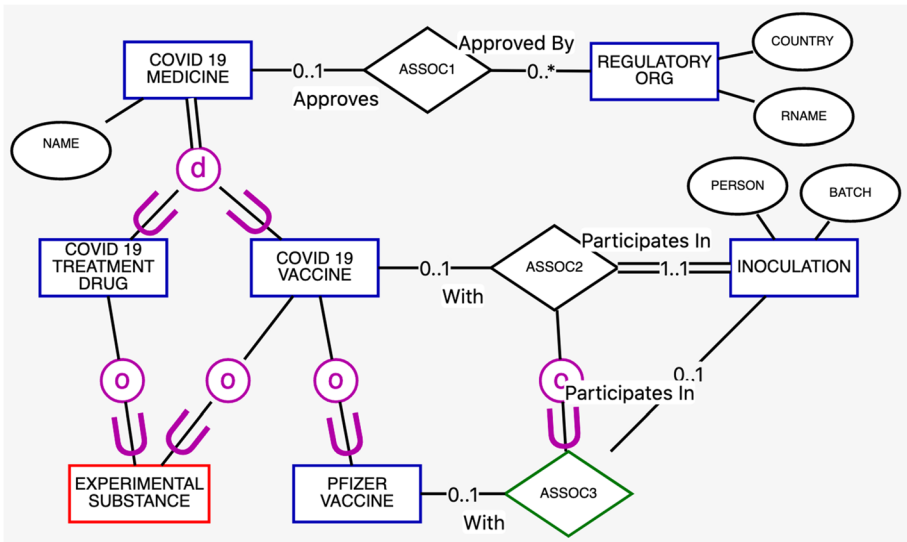 COVID 19
MEDICINE
0..1
Approves
ASSOC1
Approved By
0..*
REGULATORY
ORG
COUNTRY
RNAME
NAME
d
PERSON
BATCH
COVID 19
TREATMENT
DRUG
COVID 19
VACCINE
0..1
With
ASSOC2
Participates In
1..1
INOCULATION
o
o
o
Participates In
0..1
EXPERIMENTAL
SUBSTANCE
PFIZER
VACCINE
0..1
With
ASSOC3